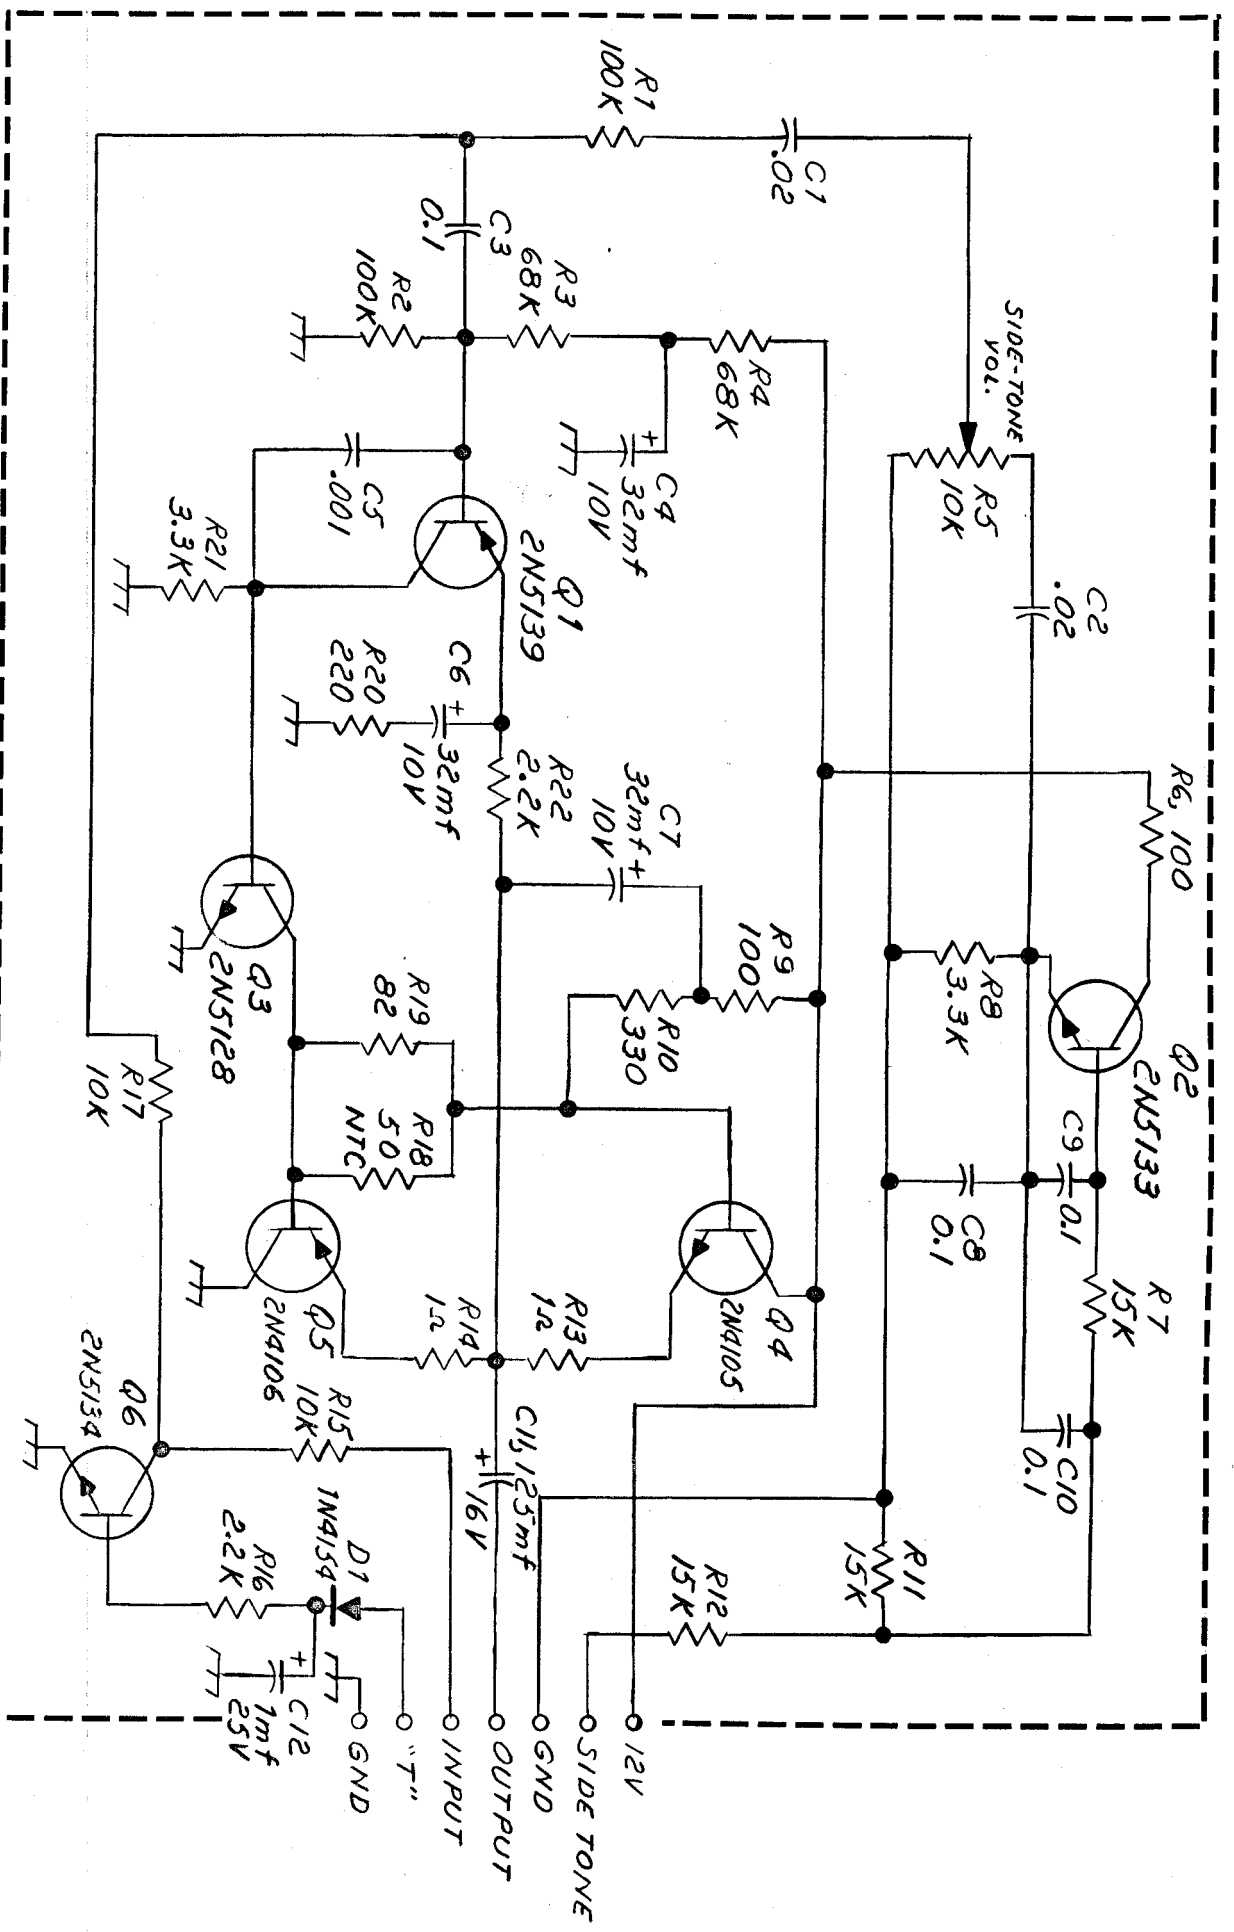 R6, 100
Q2
2N5133
C9
0.1
R7
15K
C10
0.1
C2
.02
R8
3.3K
C8
0.1
R11
15K
SIDE-TONE
VOL.
R5
10K
R12
15K
C1
.02
R1
100K
R4
68K
R9
100
Q4
2N4105
12V
C4
32mf
10V
+
C7
32mf
10V
+
R10
330
R13
1Ω
SIDE TONE
R3
68K
C3
0.1
Q1
2N5139
R22
2.2K
C11, 125mf
16V
+
GND
R2
100K
C5
.001
C6
32mf
10V
+
R19
82
R18
50
NTC
R14
1Ω
OUTPUT
R20
220
R15
10K
INPUT
R21
3.3K
Q3
2N5128
Q5
2N4106
D1
1N4154
"T"
GND
R17
10K
Q6
2N5134
R16
2.2K
C12
1mf
25V
+